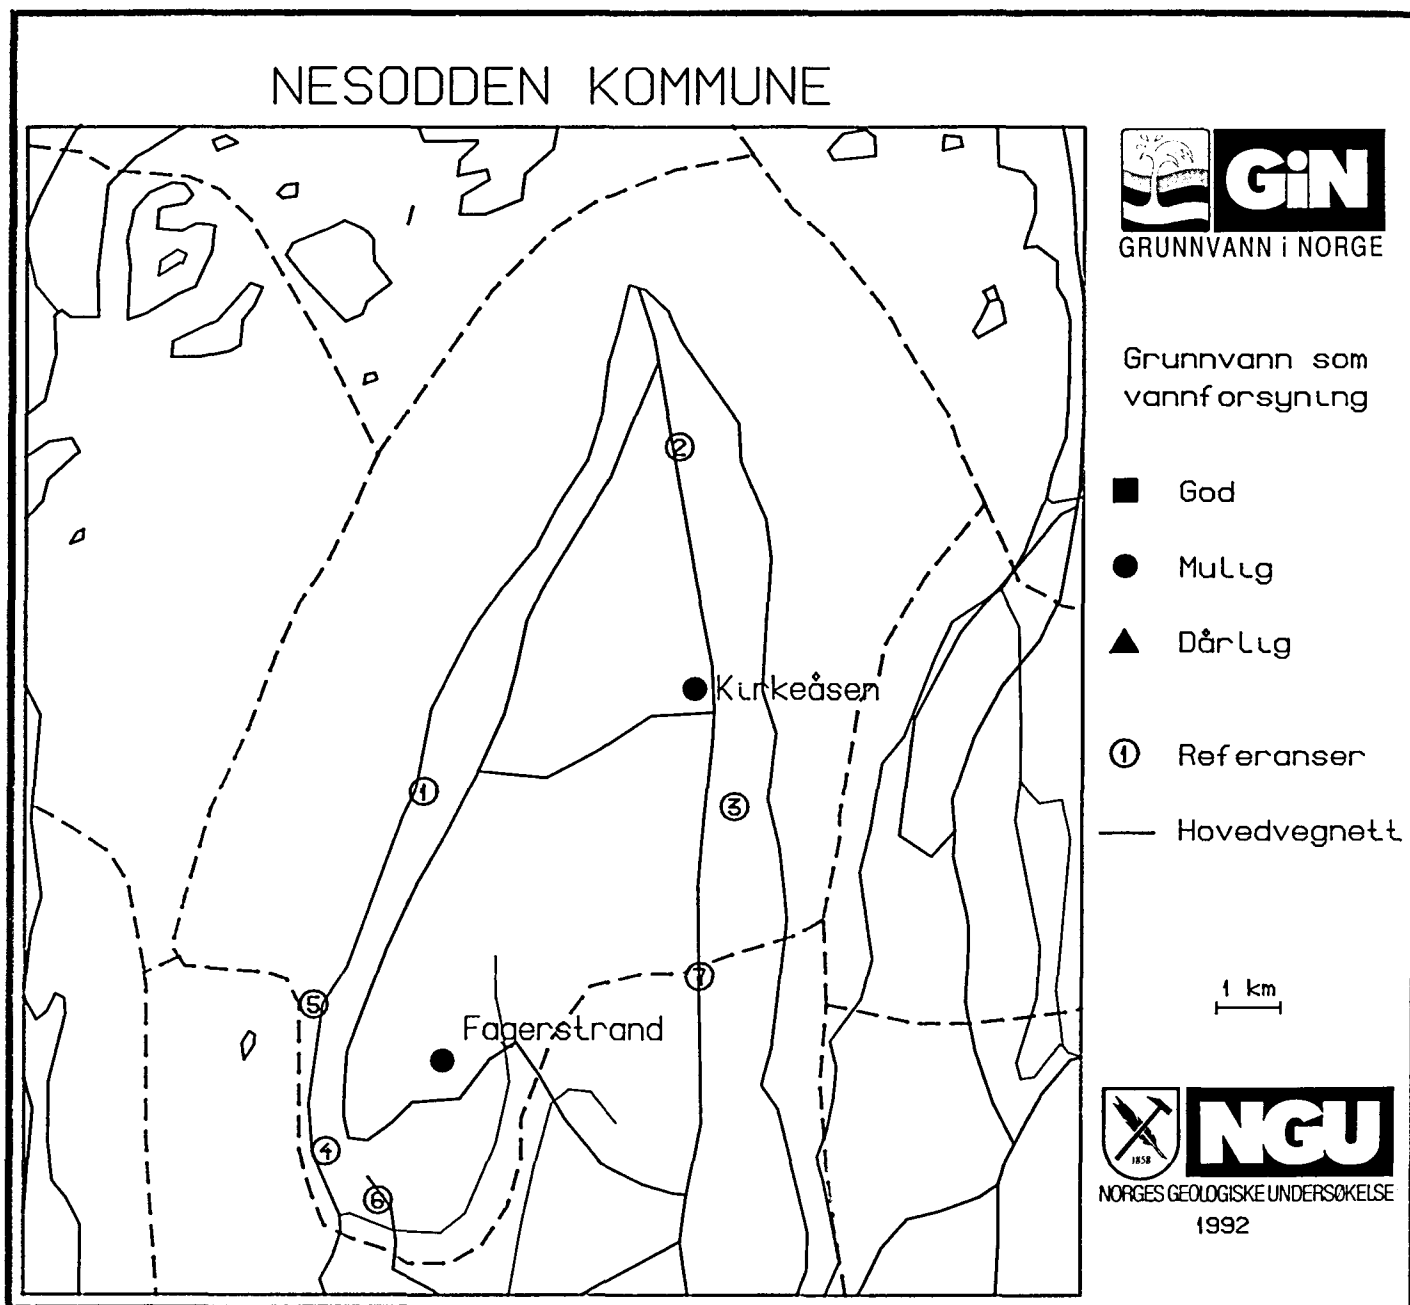 NESODDEN KOMMUNE
GiN
GRUNNVANN i NORGE
Grunnvann som
vannforsyning
God
Mulig
Dårlig
① Referanser
Hovedvegnett
②
Kirkeåsen
①
③
⑦
⑤
Fagerstrand
④
⑥
1 km
1858
NGU
NORGES GEOLOGISKE UNDERSØKELSE
1992